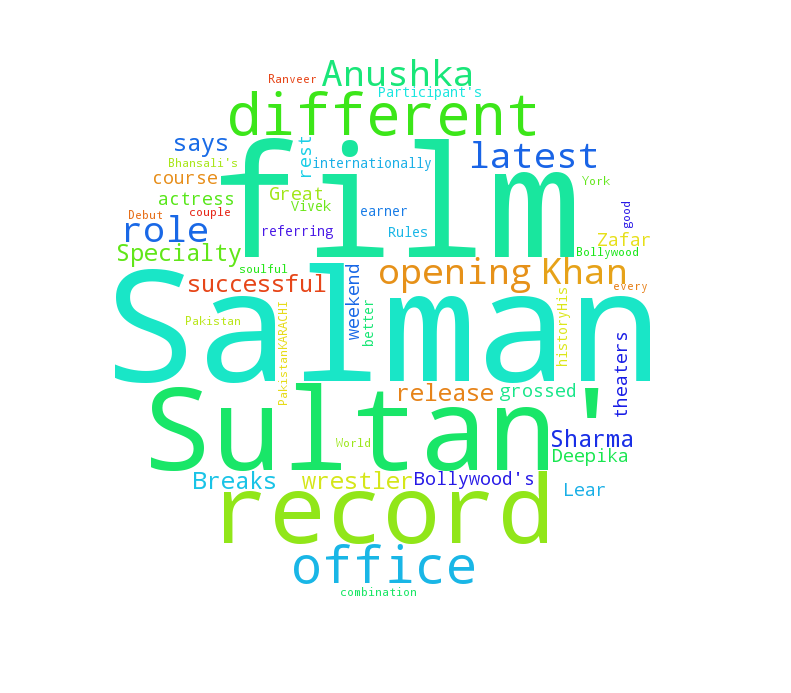 Anushka
Ranveer
Participant's
different
says
rest
latest
film
Bhansali's
internationally
course
York
actress
Great
Vivek
earner
good
Debut
couple
role
referring
Rules
Zafar
Specialty
Bollywood
soulful
opening
Khan
successful
weekend
every
Salman
historyHis
better
PakistanKARACHI
Pakistan
theaters
Sultan'
release
grossed
World
Sharma
Deepika
Breaks
wrestler
Bollywood's
record
Lear
office
combination